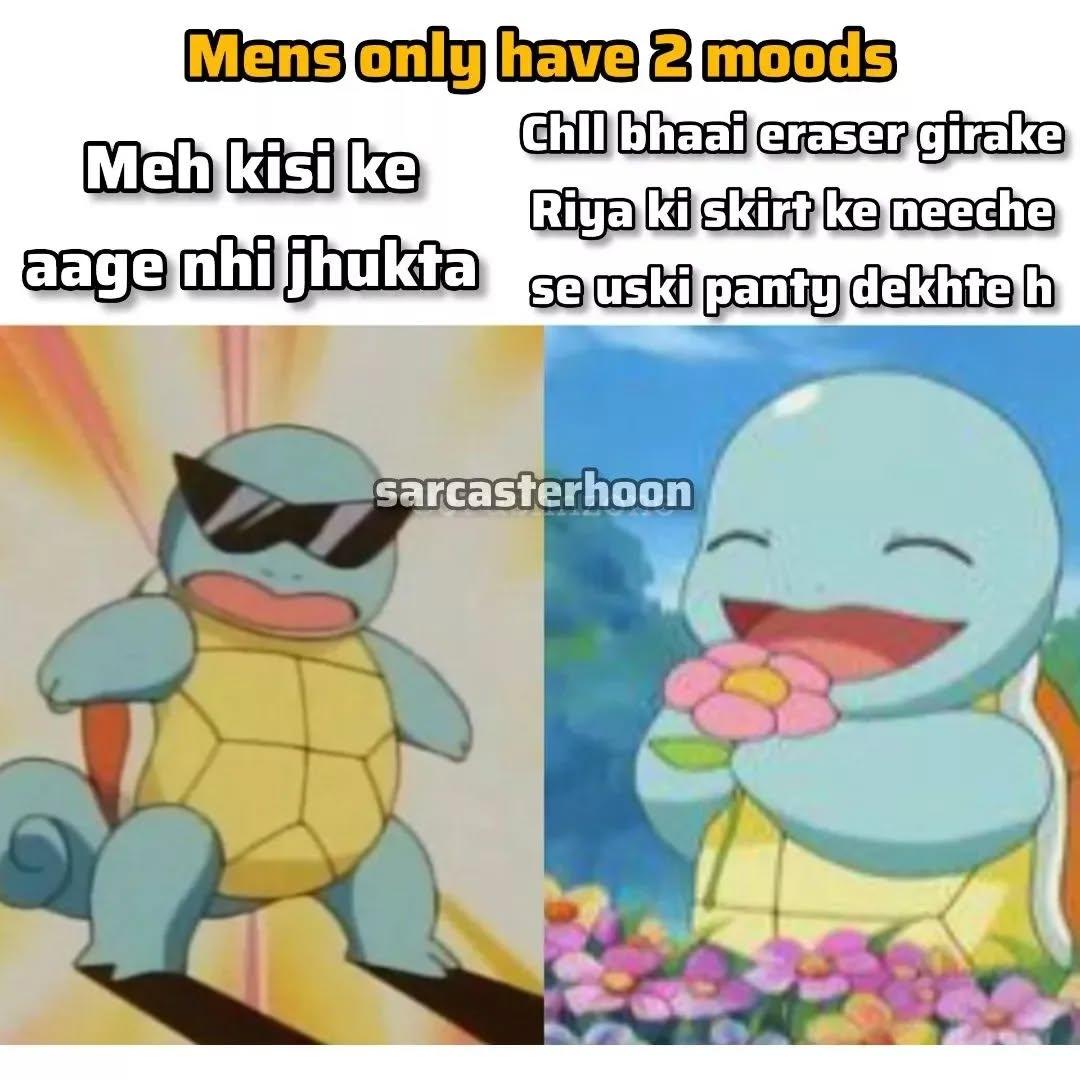 Mens only have 2 moods
Meh kisi ke
aage nhi jhukta
Chll bhaai eraser girake
Riya ki skirt ke neeche
se uski panty dekhte h
sarcasterhoon